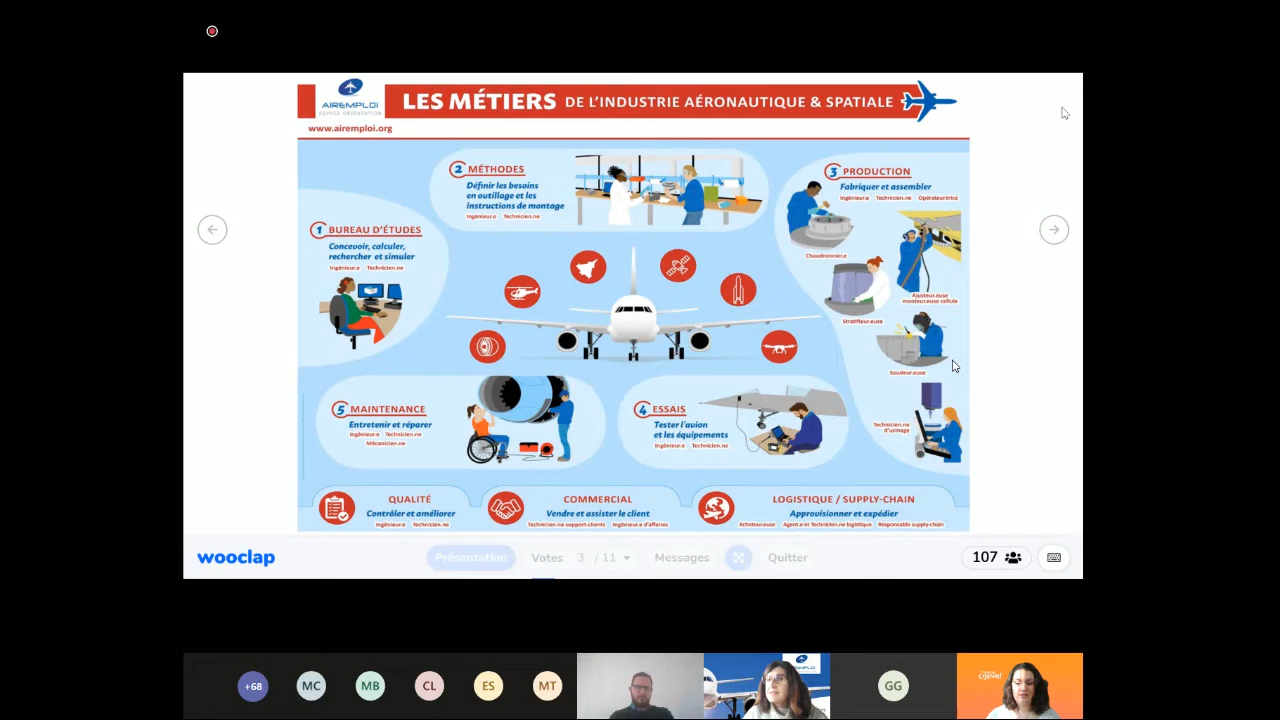 AIREMPLOI
ESPACE ORIENTATION
LES MÉTIERS DE L'INDUSTRIE AÉRONAUTIQUE & SPATIALE
www.airemploi.org
1 BUREAU D'ÉTUDES
Concevoir, calculer,
rechercher et simuler
Ingénieur.e Technicien.ne
2 MÉTHODES
Définir les besoins
en outillage et les
instructions de montage
Ingénieur.e Technicien.ne
3 PRODUCTION
Fabriquer et assembler
Ingénieur.e Technicien.ne Opérateur.trice
Chaudronnier.e
Ajusteur.euse
monteur.euse cellule
Stratifieur.euse
Soudeur.euse
Technicien.ne
d'usinage
5 MAINTENANCE
Entretenir et réparer
Ingénieur.e Technicien.ne
Mécanicien.ne
4 ESSAIS
Tester l'avion
et les équipements
Ingénieur.e Technicien.ne
QUALITÉ
Contrôler et améliorer
Ingénieur.e Technicien.ne
COMMERCIAL
Vendre et assister le client
Technicien.ne support-clients Ingénieur.e d'affaires
LOGISTIQUE / SUPPLY-CHAIN
Approvisionner et expédier
Acheteur.euse Agent.e et Technicien.ne logistique Responsable supply-chain
wooclap
Présentation Votes 3 / 11 Messages Quitter
107
+68 MC MB CL ES MT GG
AIREMPLOI